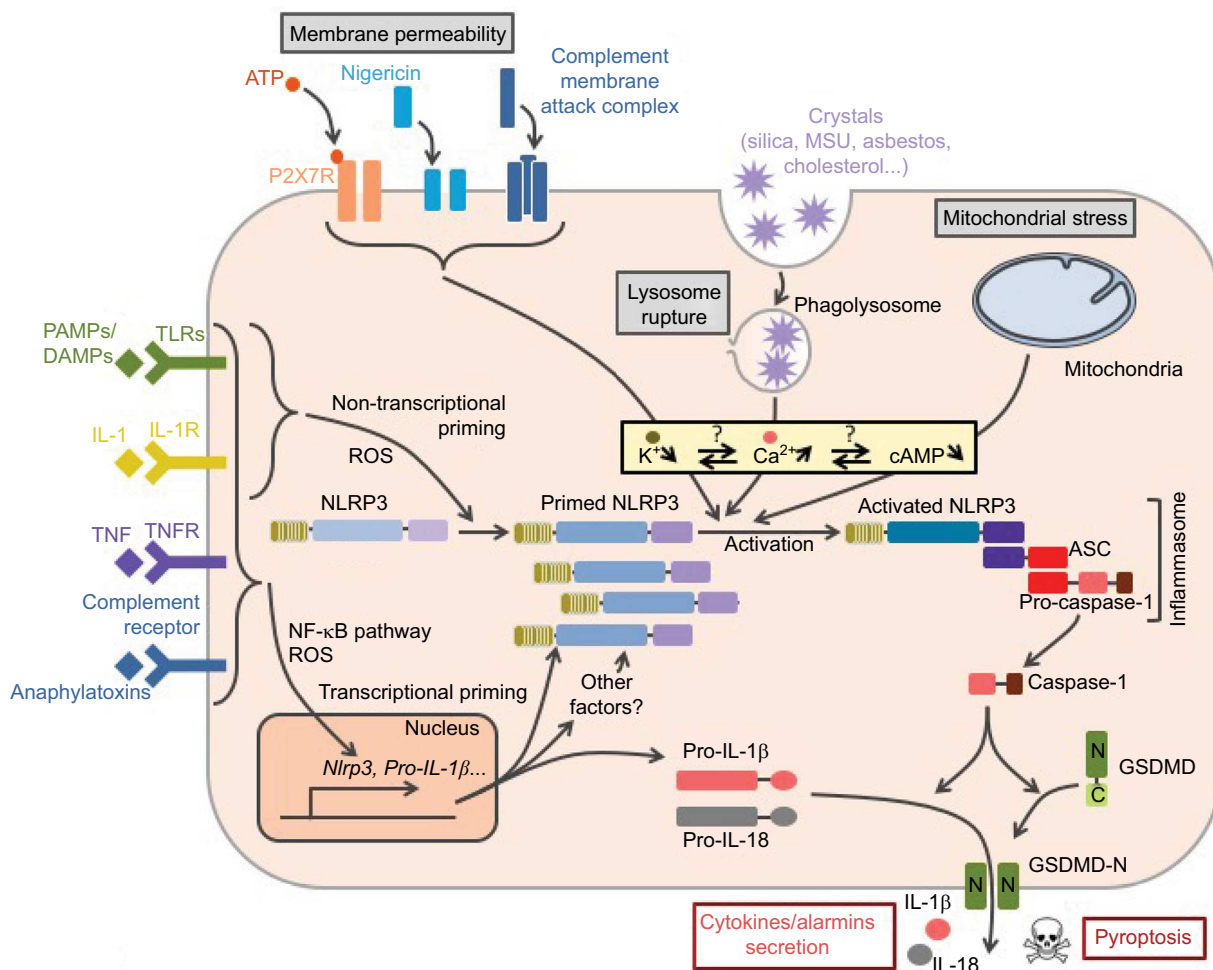 Membrane permeability
ATP
Nigericin
Complement
membrane
attack complex
P2X7R
Crystals
(silica, MSU, asbestos,
cholesterol...)
Mitochondrial stress
Lysosome
rupture
Phagolysosome
Mitochondria
PAMPs/
DAMPs
TLRs
IL-1
IL-1R
TNF
TNFR
Complement
receptor
Anaphylatoxins
Non-transcriptional
priming
ROS
? ?
K+ Ca2+ cAMP
NLRP3
Primed NLRP3
Activation
Activated NLRP3
ASC
Pro-caspase-1
Inflammasome
Caspase-1
NF-κB pathway
ROS
Transcriptional priming
Other
factors?
Nucleus
Nlrp3, Pro-IL-1β...
Pro-IL-1β
Pro-IL-18
N
C
GSDMD
GSDMD-N
N N
Cytokines/alarmins
secretion
IL-1β
IL-18
Pyroptosis